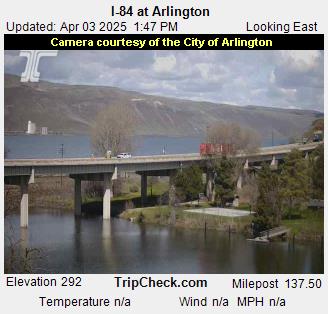 I-84 at Arlington
Updated: Apr 03 2025 1:47 PM Looking East
Camera courtesy of the City of Arlington
Elevation 292 TripCheck.com Milepost 137.50
Temperature n/a Wind n/a MPH n/a